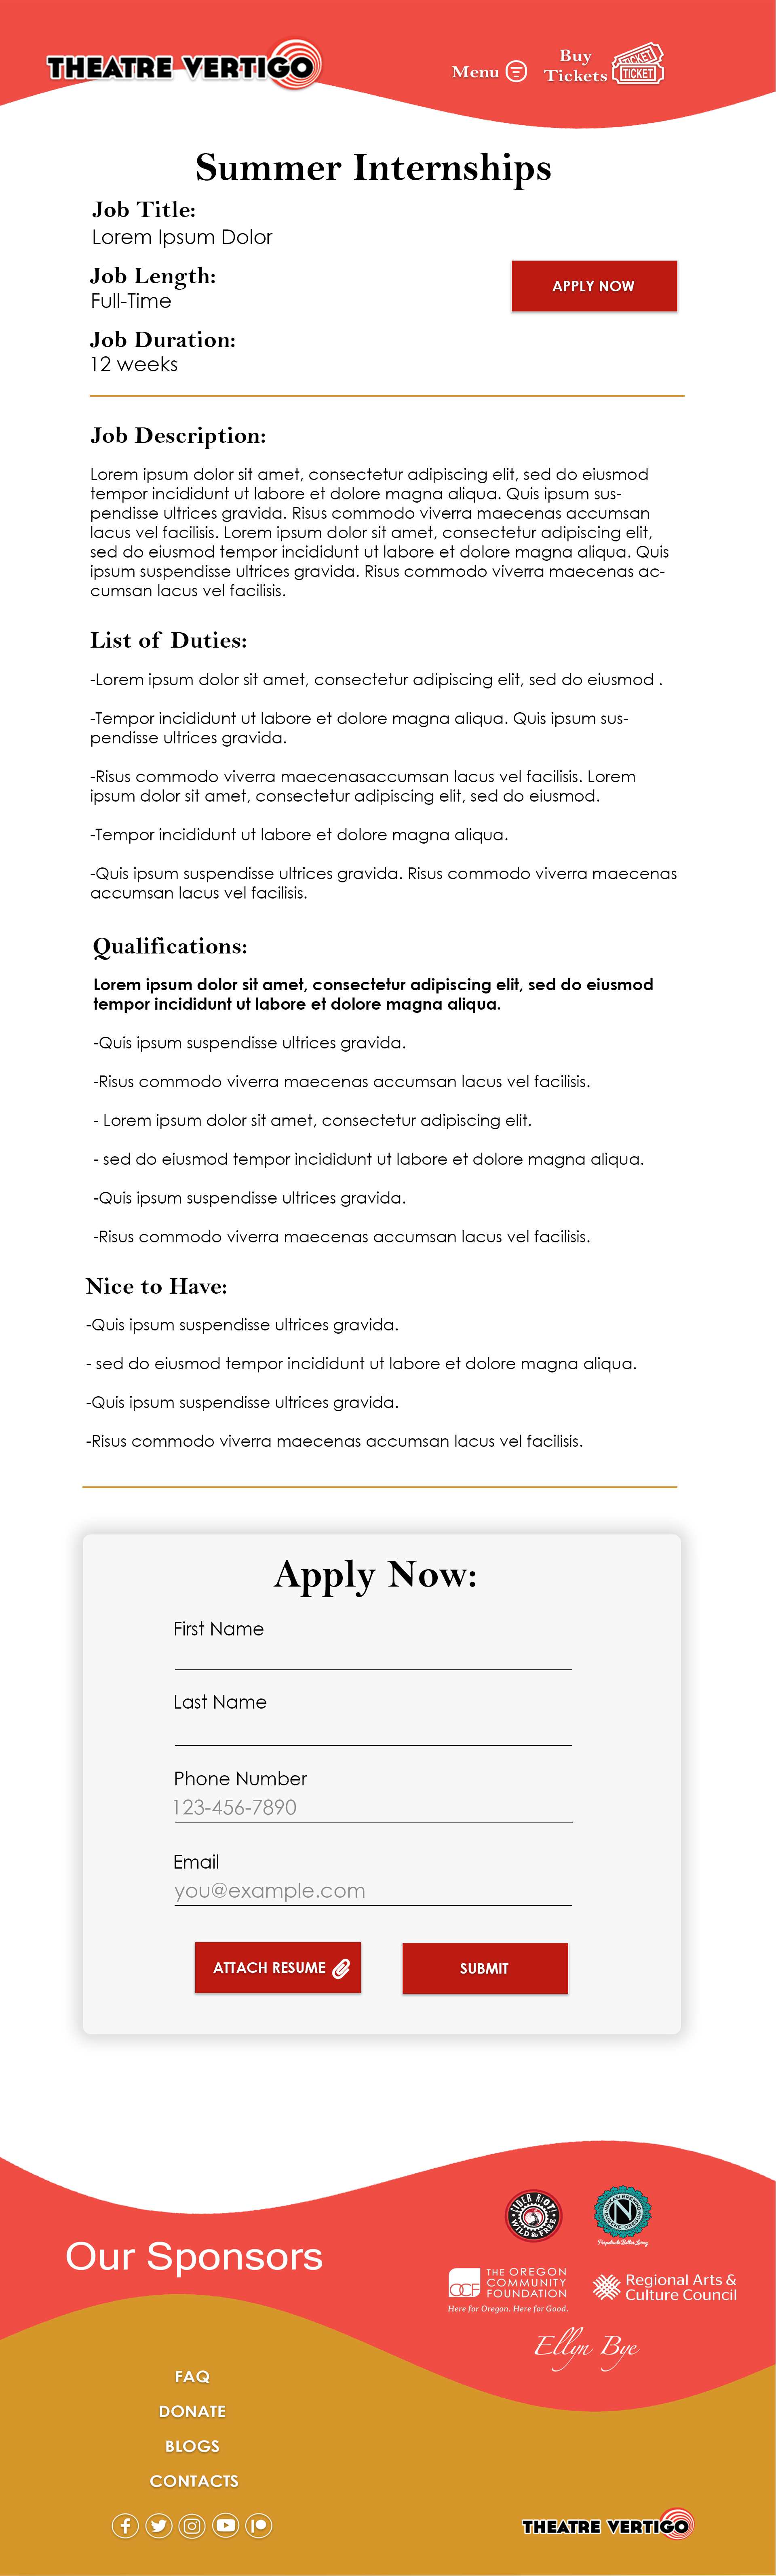 THEATRE VERTIGO
Menu
Buy
Tickets
TICKET
TICKET
Summer Internships
Job Title:
Lorem Ipsum Dolor
Job Length:
Full-Time
APPLY NOW
Job Duration:
12 weeks
Job Description:
Lorem ipsum dolor sit amet, consectetur adipiscing elit, sed do eiusmod
tempor incididunt ut labore et dolore magna aliqua. Quis ipsum sus-
pendisse ultrices gravida. Risus commodo viverra maecenas accumsan
lacus vel facilisis. Lorem ipsum dolor sit amet, consectetur adipiscing elit,
sed do eiusmod tempor incididunt ut labore et dolore magna aliqua. Quis
ipsum suspendisse ultrices gravida. Risus commodo viverra maecenas ac-
cumsan lacus vel facilisis.
List of Duties:
-Lorem ipsum dolor sit amet, consectetur adipiscing elit, sed do eiusmod .
-Tempor incididunt ut labore et dolore magna aliqua. Quis ipsum sus-
pendisse ultrices gravida.
-Risus commodo viverra maecenasaccumsan lacus vel facilisis. Lorem
ipsum dolor sit amet, consectetur adipiscing elit, sed do eiusmod.
-Tempor incididunt ut labore et dolore magna aliqua.
-Quis ipsum suspendisse ultrices gravida. Risus commodo viverra maecenas
accumsan lacus vel facilisis.
Qualifications:
Lorem ipsum dolor sit amet, consectetur adipiscing elit, sed do eiusmod
tempor incididunt ut labore et dolore magna aliqua.
-Quis ipsum suspendisse ultrices gravida.
-Risus commodo viverra maecenas accumsan lacus vel facilisis.
- Lorem ipsum dolor sit amet, consectetur adipiscing elit.
- sed do eiusmod tempor incididunt ut labore et dolore magna aliqua.
-Quis ipsum suspendisse ultrices gravida.
-Risus commodo viverra maecenas accumsan lacus vel facilisis.
Nice to Have:
-Quis ipsum suspendisse ultrices gravida.
- sed do eiusmod tempor incididunt ut labore et dolore magna aliqua.
-Quis ipsum suspendisse ultrices gravida.
-Risus commodo viverra maecenas accumsan lacus vel facilisis.
Apply Now:
First Name
Last Name
Phone Number
123-456-7890
Email
you@example.com
ATTACH RESUME
SUBMIT
Our Sponsors
CIDER RIOT!
WILD & FREE
N
Perpetuate Better Living
OCF
THE OREGON
COMMUNITY
FOUNDATION
Here for Oregon. Here for Good.
Regional Arts &
Culture Council
Ellyn Bye
FAQ
DONATE
BLOGS
CONTACTS
THEATRE VERTIGO